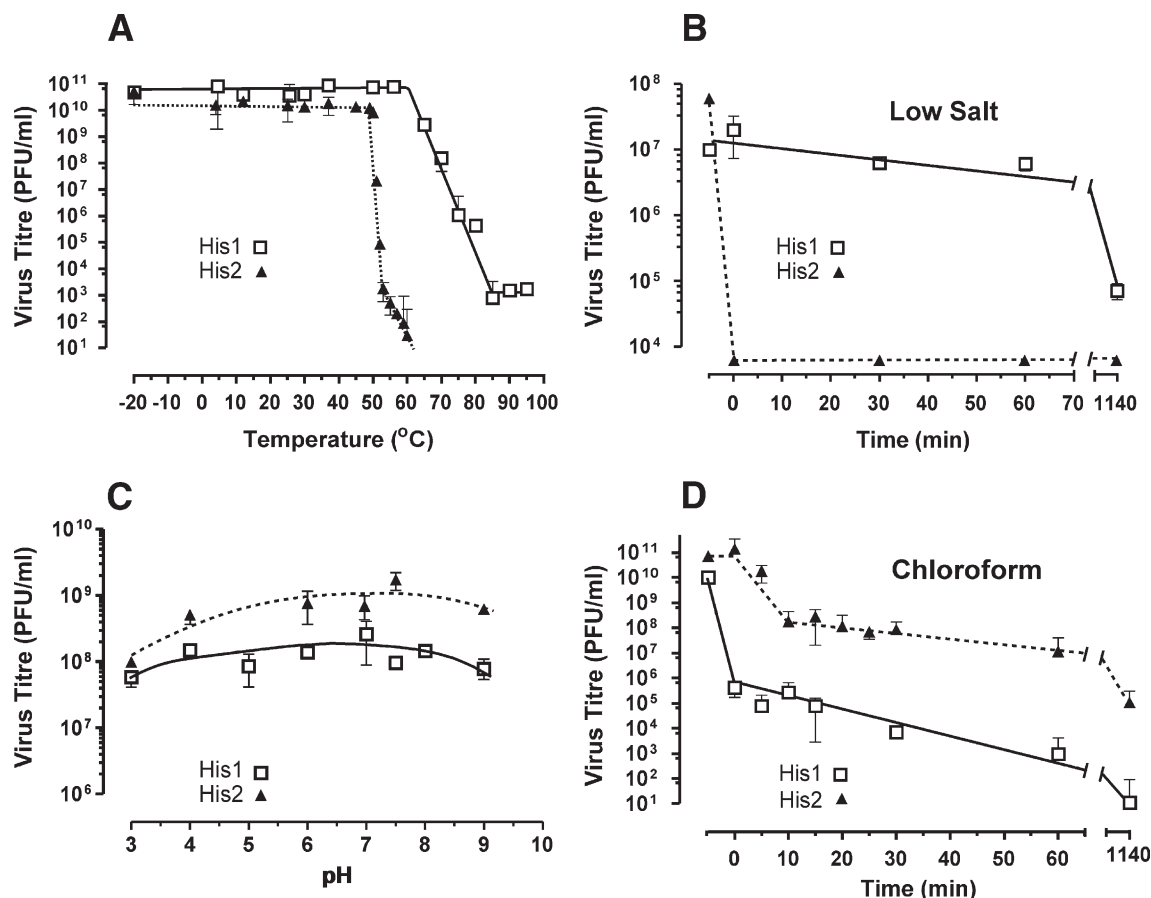 A
Virus Titre (PFU/ml)
10¹¹
10¹⁰
10⁹
10⁸
10⁷
10⁶
10⁵
10⁴
10³
10²
10¹
His1
His2
-20 -10 0 10 20 30 40 50 60 70 80 90 100
Temperature (°C)
B
Virus Titre (PFU/ml)
10⁸
10⁷
10⁶
10⁵
10⁴
Low Salt
His1
His2
0 10 20 30 40 50 60 70 1140
Time (min)
C
Virus Titre (PFU/ml)
10¹⁰
10⁹
10⁸
10⁷
10⁶
His1
His2
3 4 5 6 7 8 9 10
pH
D
Virus Titre (PFU/ml)
10¹¹
10¹⁰
10⁹
10⁸
10⁷
10⁶
10⁵
10⁴
10³
10²
10¹
Chloroform
His1
His2
0 10 20 30 40 50 60 1140
Time (min)